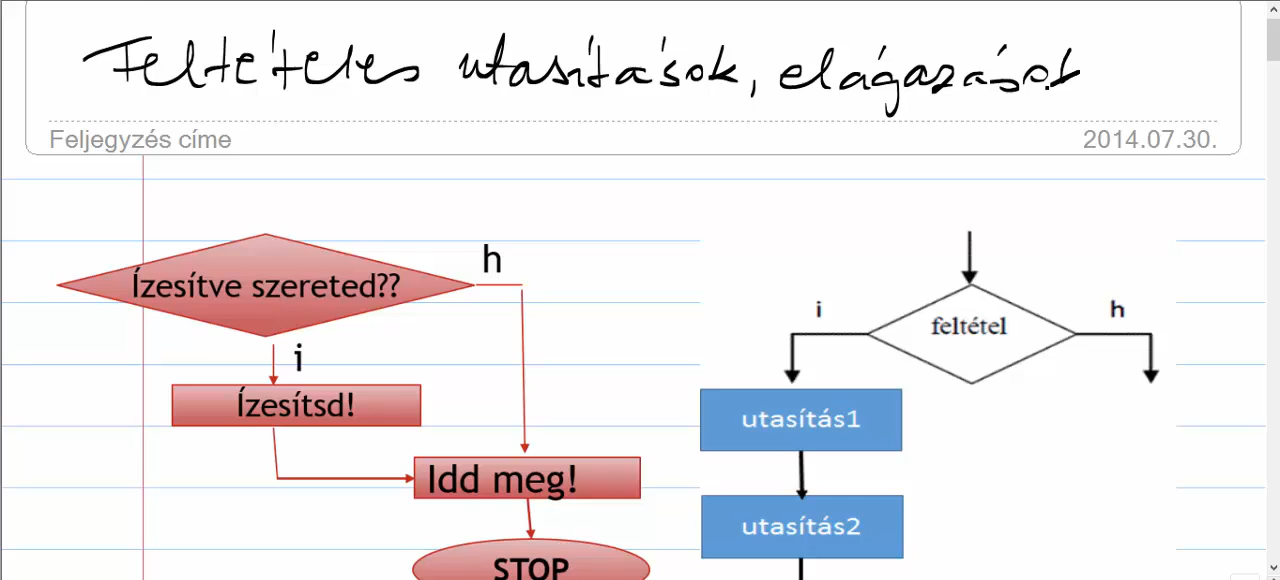 Feltételes utasítások, elágazások
Feljegyzés címe
2014.07.30.
Ízesítve szereted??
h
i
Ízesítsd!
Idd meg!
STOP
i
feltétel
h
utasítás1
utasítás2